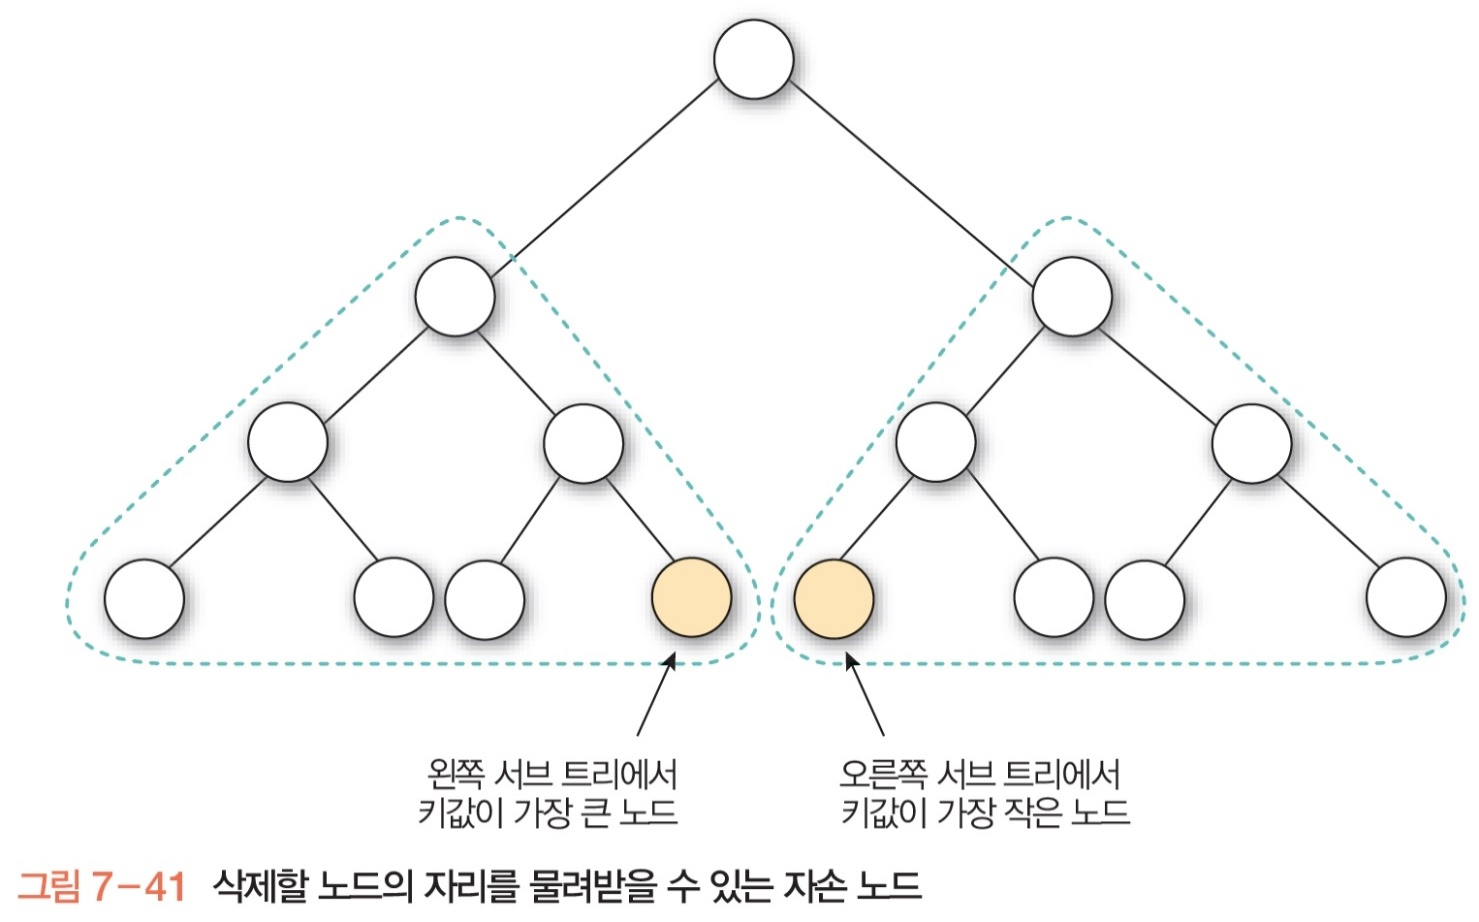 왼쪽 서브 트리에서
키값이 가장 큰 노드
오른쪽 서브 트리에서
키값이 가장 작은 노드
그림 7-41 삭제할 노드의 자리를 물려받을 수 있는 자손 노드